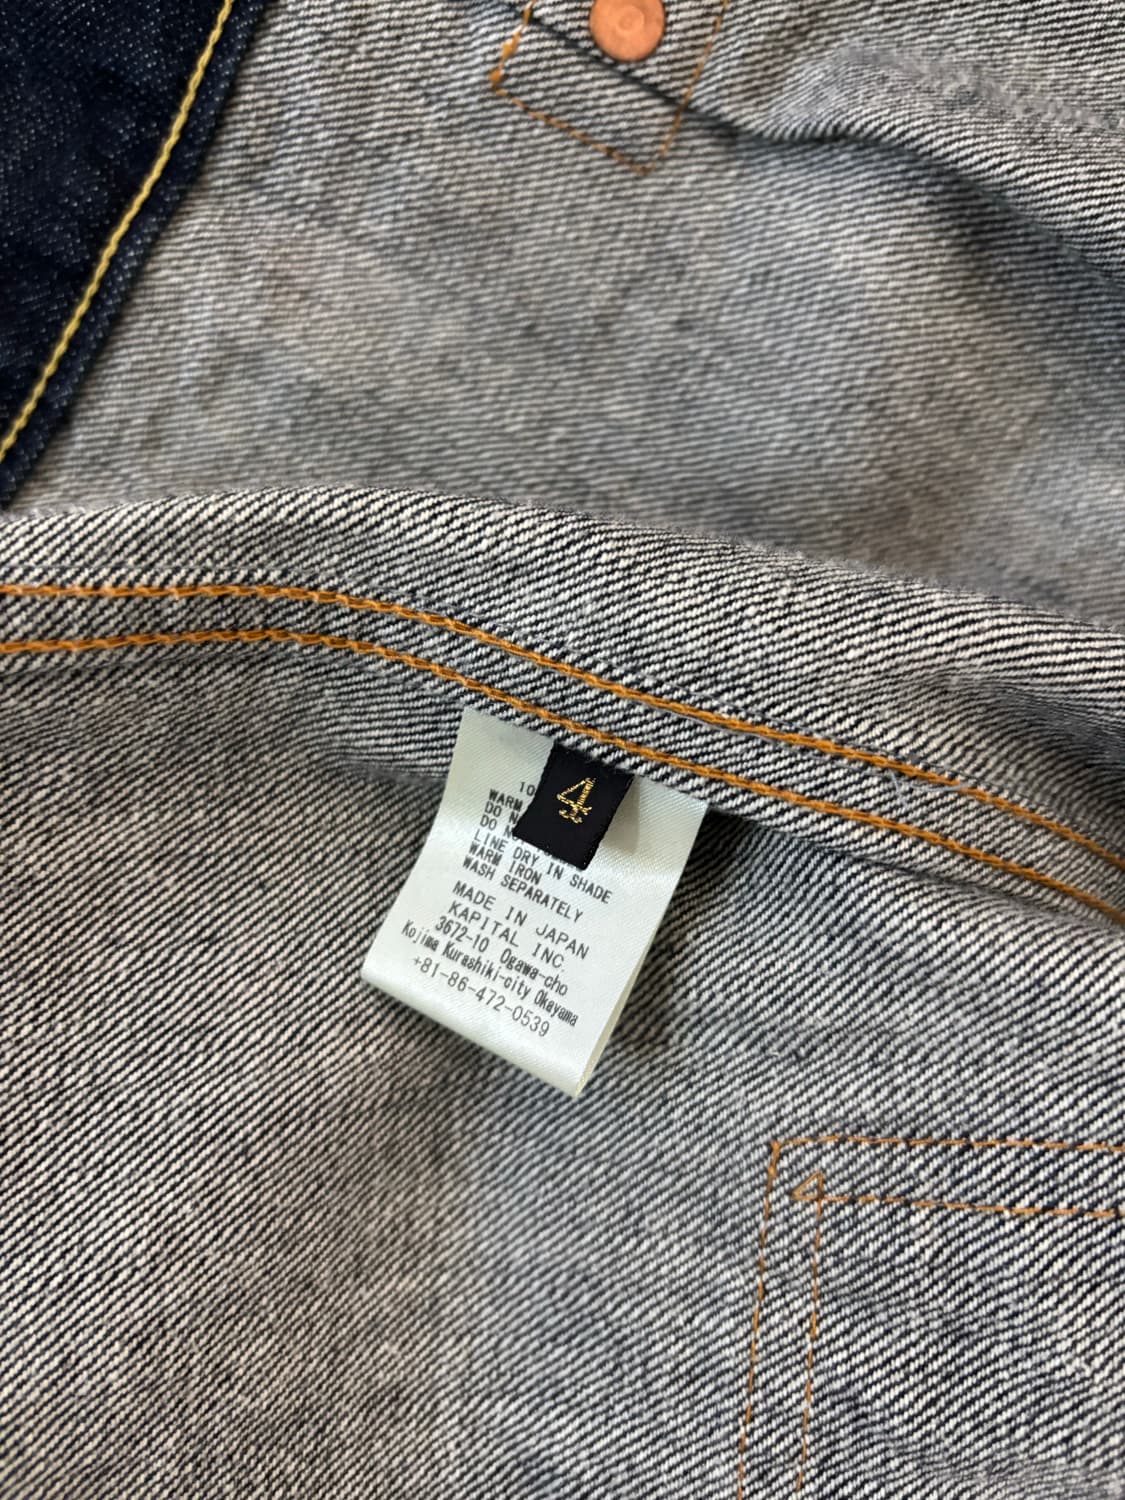 4
10
WARM
DO N
DO N
LINE DRY IN SHADE
WARM IRON
WASH SEPARATELY
MADE IN JAPAN
KAPITAL INC.
3672-10 Ogawa-cho
Kojima Kurashiki-city Okayama
+81-86-472-0539